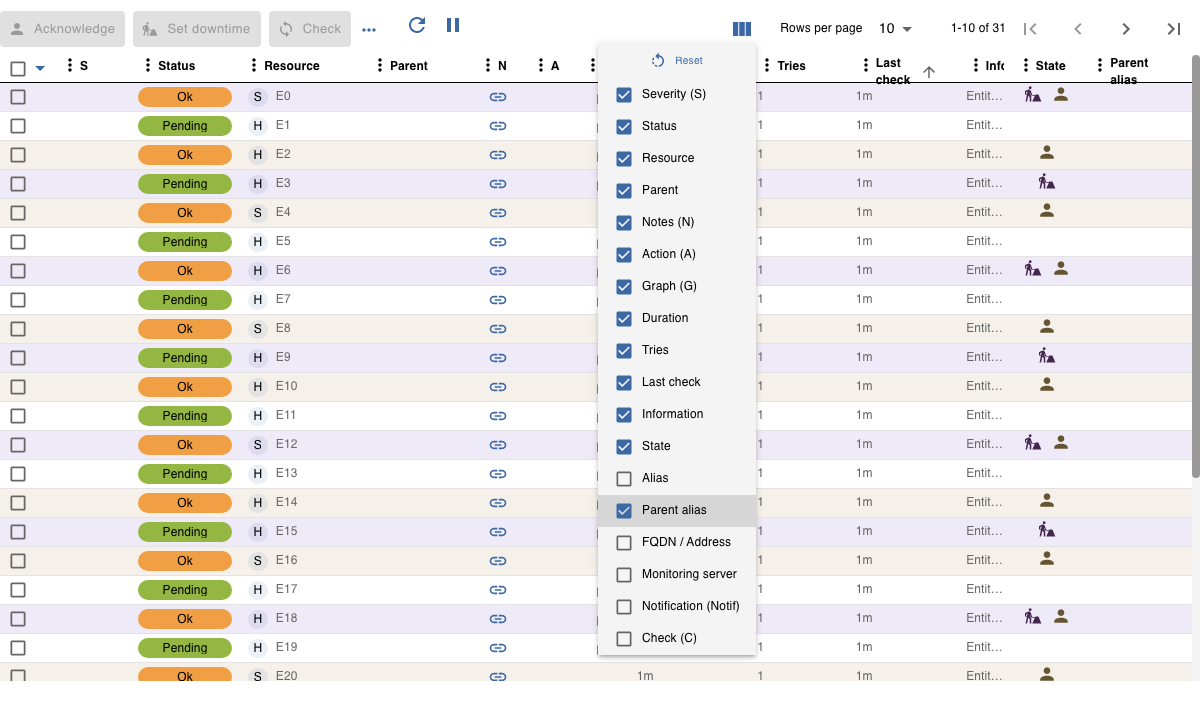 Acknowledge Set downtime Check ... Rows per page 10 1-10 of 31
S Status Resource Parent N A Tries Last check Info State Parent alias
Reset
Severity (S)
Status
Resource
Parent
Notes (N)
Action (A)
Graph (G)
Duration
Tries
Last check
Information
State
Alias
Parent alias
FQDN / Address
Monitoring server
Notification (Notif)
Check (C)
Ok S E0 1 1m Entit...
Pending H E1 1 1m Entit...
Ok H E2 1 1m Entit...
Pending H E3 1 1m Entit...
Ok S E4 1 1m Entit...
Pending H E5 1 1m Entit...
Ok H E6 1 1m Entit...
Pending H E7 1 1m Entit...
Ok S E8 1 1m Entit...
Pending H E9 1 1m Entit...
Ok H E10 1 1m Entit...
Pending H E11 1 1m Entit...
Ok S E12 1 1m Entit...
Pending H E13 1 1m Entit...
Ok H E14 1 1m Entit...
Pending H E15 1 1m Entit...
Ok S E16 1 1m Entit...
Pending H E17 1 1m Entit...
Ok H E18 1 1m Entit...
Pending H E19 1 1m Entit...
Ok S E20 1m 1 1m Entit...